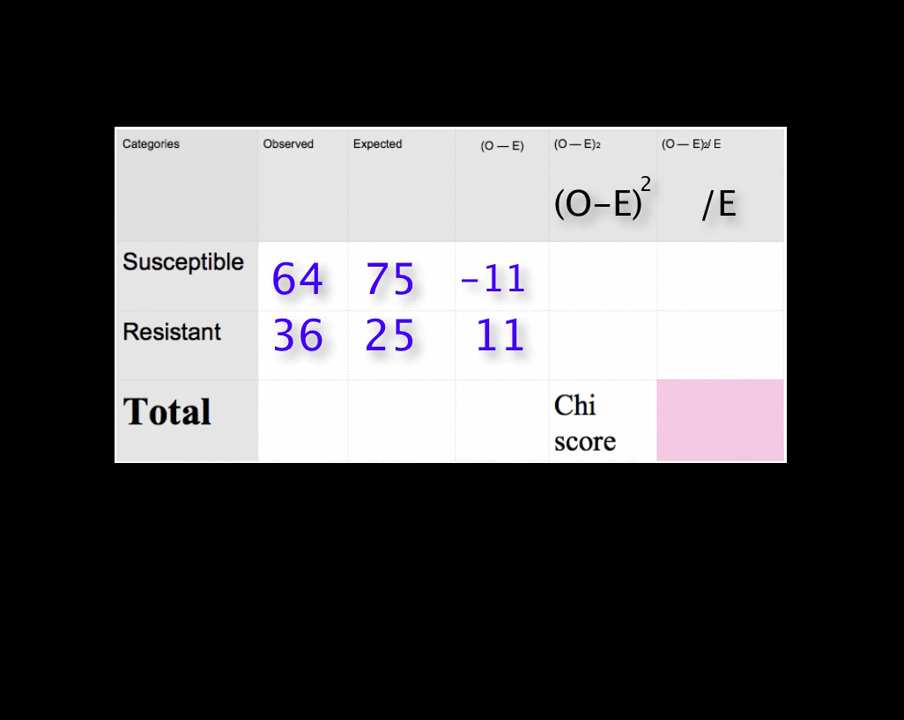 Categories Observed Expected (O — E) (O — E)2 (O — E)2/ E
(O–E)² /E
Susceptible 64 75 -11
Resistant 36 25 11
Total Chi
score